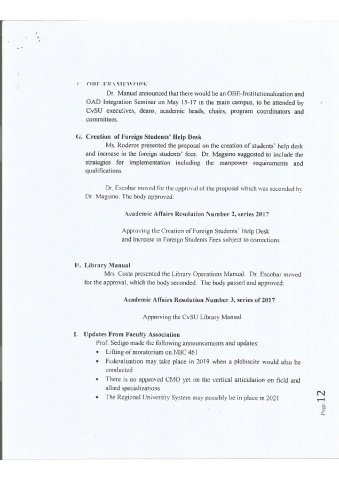 F. OBE-FRAMEWORK
Dr. Manuel announced that there would be an OBE-Institutionalization and
GAD Integration Seminar on May 15-17 in the main campus, to be attended by
CvSU executives, deans, academic heads, chairs, program coordinators and
committees.
G. Creation of Foreign Students' Help Desk
Ms. Roderos presented the proposal on the creation of students' help desk
and increase in the foreign students' fees. Dr. Magsino suggested to include the
strategies for implementation including the manpower requirements and
qualifications.
Dr. Escobar moved for the approval of the proposal which was seconded by
Dr. Magsino. The body approved:
Academic Affairs Resolution Number 2, series 2017
Approving the Creation of Foreign Students' Help Desk
and Increase in Foreign Students Fees subject to corrections
H. Library Manual
Mrs. Costa presented the Library Operations Manual. Dr. Escobar moved
for the approval, which the body seconded. The body passed and approved:
Academic Affairs Resolution Number 3, series of 2017
Approving the CvSU Library Manual
I. Updates From Faculty Association
Prof. Sedigo made the following announcements and updates:
• Lifting of moratorium on NBC 461
• Federalization may take place in 2019 when a plebiscite would also be
conducted
• There is no approved CMO yet on the vertical articulation on field and
allied specializations
• The Regional University System may possibly be in place in 2021
Page 12